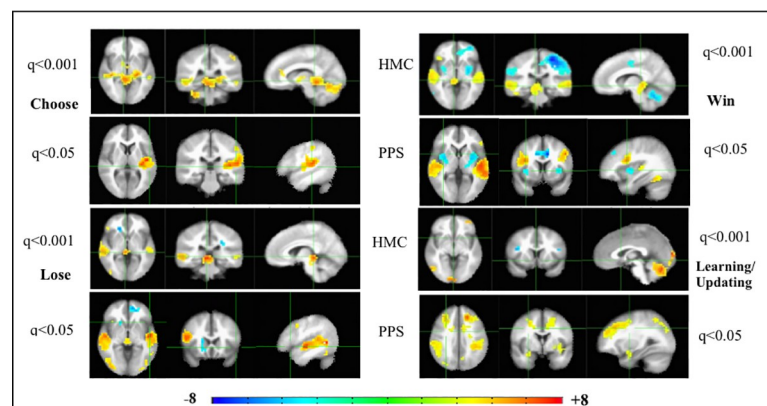 q<0.001
Choose
q<0.05
q<0.001
Lose
q<0.05
HMC
q<0.001
Win
PPS
q<0.05
HMC
q<0.001
Learning/
Updating
PPS
q<0.05
-8
+8